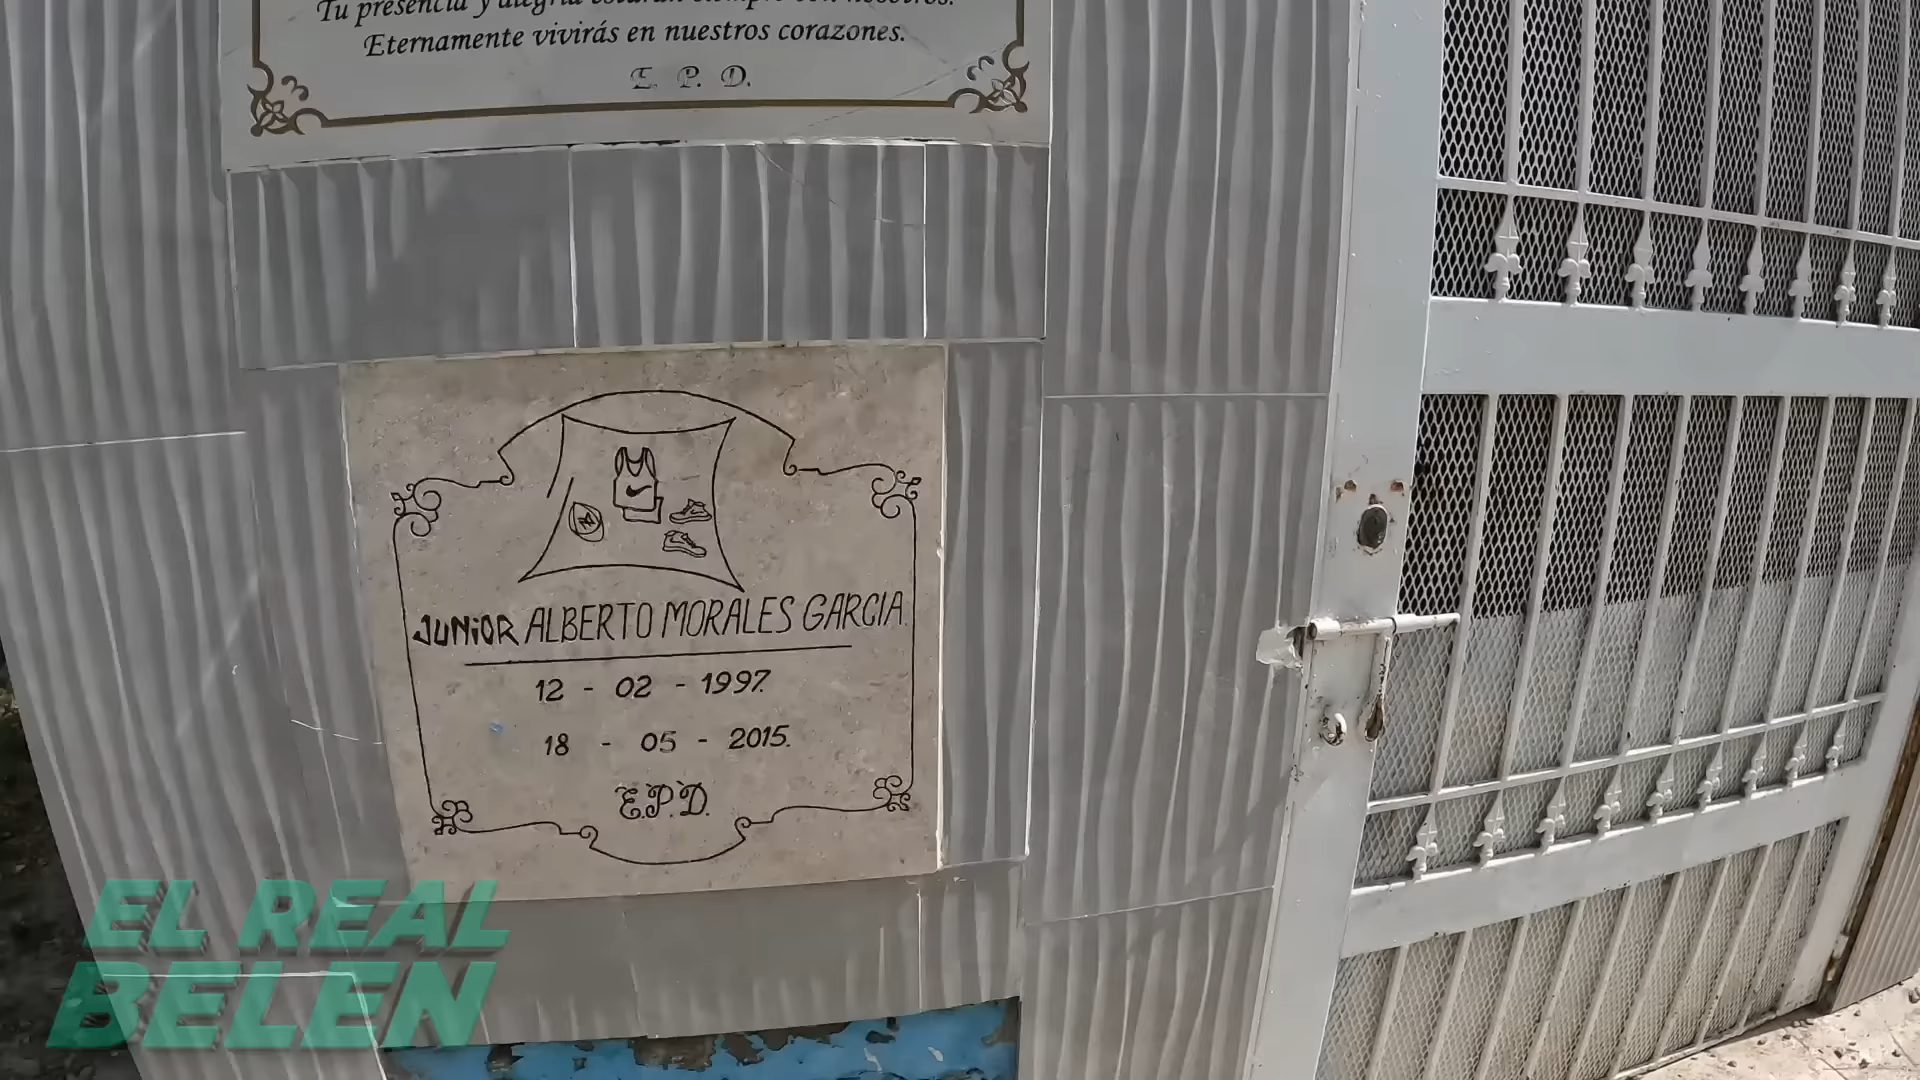 Tu presencia y alegría estarán siempre con nosotros.
Eternamente vivirás en nuestros corazones.
E. P. D.
JUNIOR ALBERTO MORALES GARCIA.
12 - 02 - 1997.
18 - 05 - 2015.
E.P.D.
EL REAL
BELEN